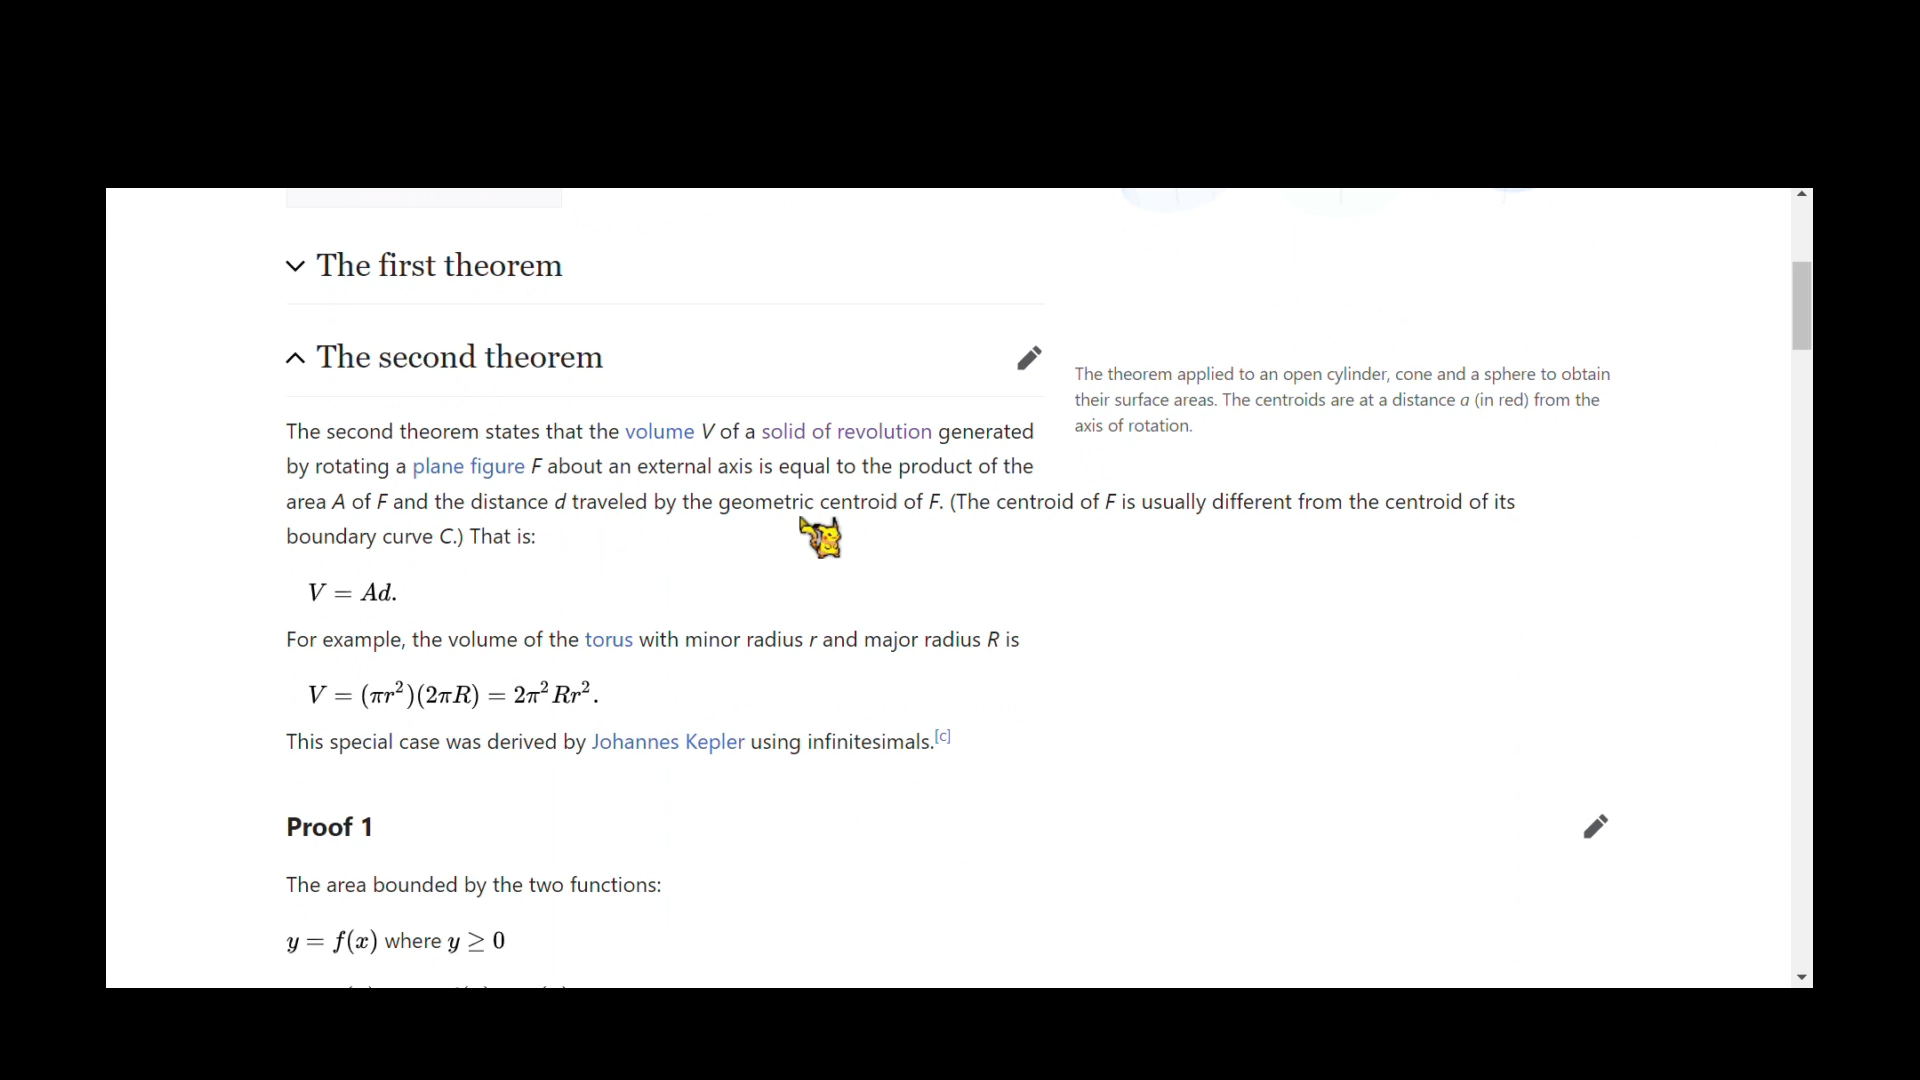 The first theorem
The second theorem
The theorem applied to an open cylinder, cone and a sphere to obtain
their surface areas. The centroids are at a distance a (in red) from the
axis of rotation.
The second theorem states that the volume V of a solid of revolution generated
by rotating a plane figure F about an external axis is equal to the product of the
area A of F and the distance d traveled by the geometric centroid of F. (The centroid of F is usually different from the centroid of its
boundary curve C.) That is:
V = Ad.
For example, the volume of the torus with minor radius r and major radius R is
V = (πr²)(2πR) = 2π²Rr².
This special case was derived by Johannes Kepler using infinitesimals.[c]
Proof 1
The area bounded by the two functions:
y = f(x) where y ≥ 0